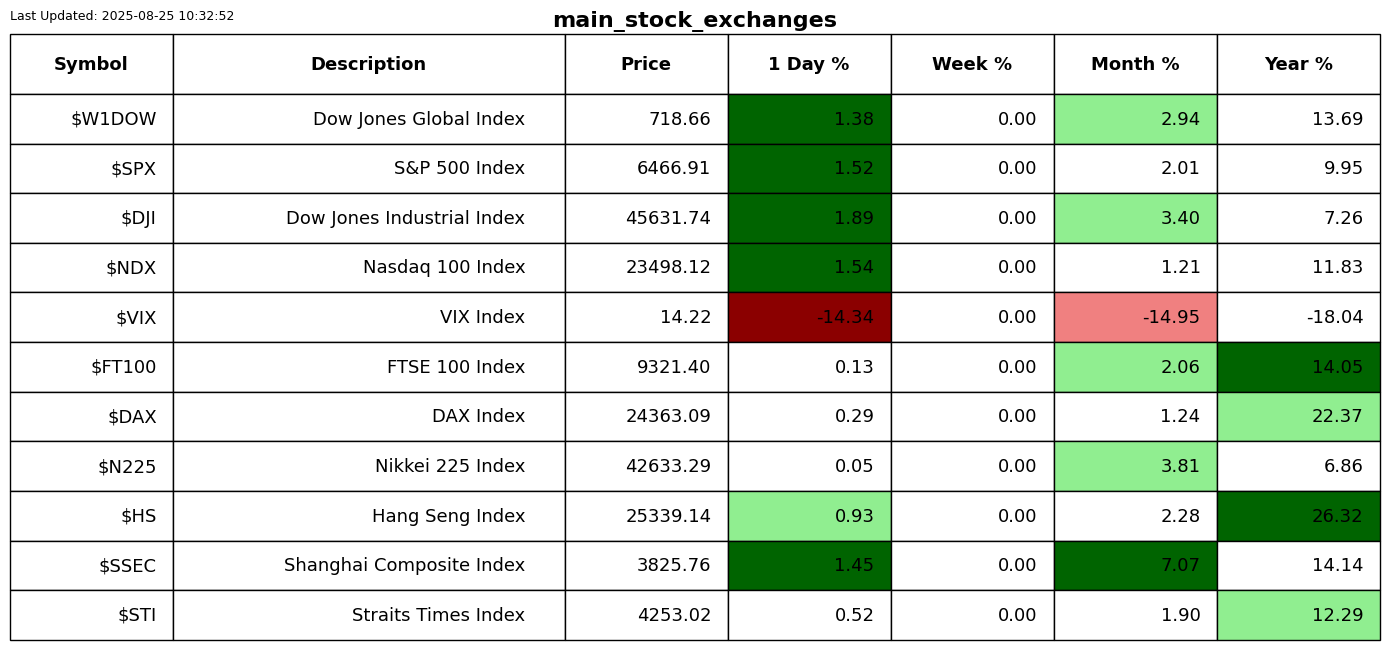 Last Updated: 2025-08-25 10:32:52
main_stock_exchanges
Symbol Description Price 1 Day % Week % Month % Year %
$W1DOW Dow Jones Global Index 718.66 1.38 0.00 2.94 13.69
$SPX S&P 500 Index 6466.91 1.52 0.00 2.01 9.95
$DJI Dow Jones Industrial Index 45631.74 1.89 0.00 3.40 7.26
$NDX Nasdaq 100 Index 23498.12 1.54 0.00 1.21 11.83
$VIX VIX Index 14.22 -14.34 0.00 -14.95 -18.04
$FT100 FTSE 100 Index 9321.40 0.13 0.00 2.06 14.05
$DAX DAX Index 24363.09 0.29 0.00 1.24 22.37
$N225 Nikkei 225 Index 42633.29 0.05 0.00 3.81 6.86
$HS Hang Seng Index 25339.14 0.93 0.00 2.28 26.32
$SSEC Shanghai Composite Index 3825.76 1.45 0.00 7.07 14.14
$STI Straits Times Index 4253.02 0.52 0.00 1.90 12.29